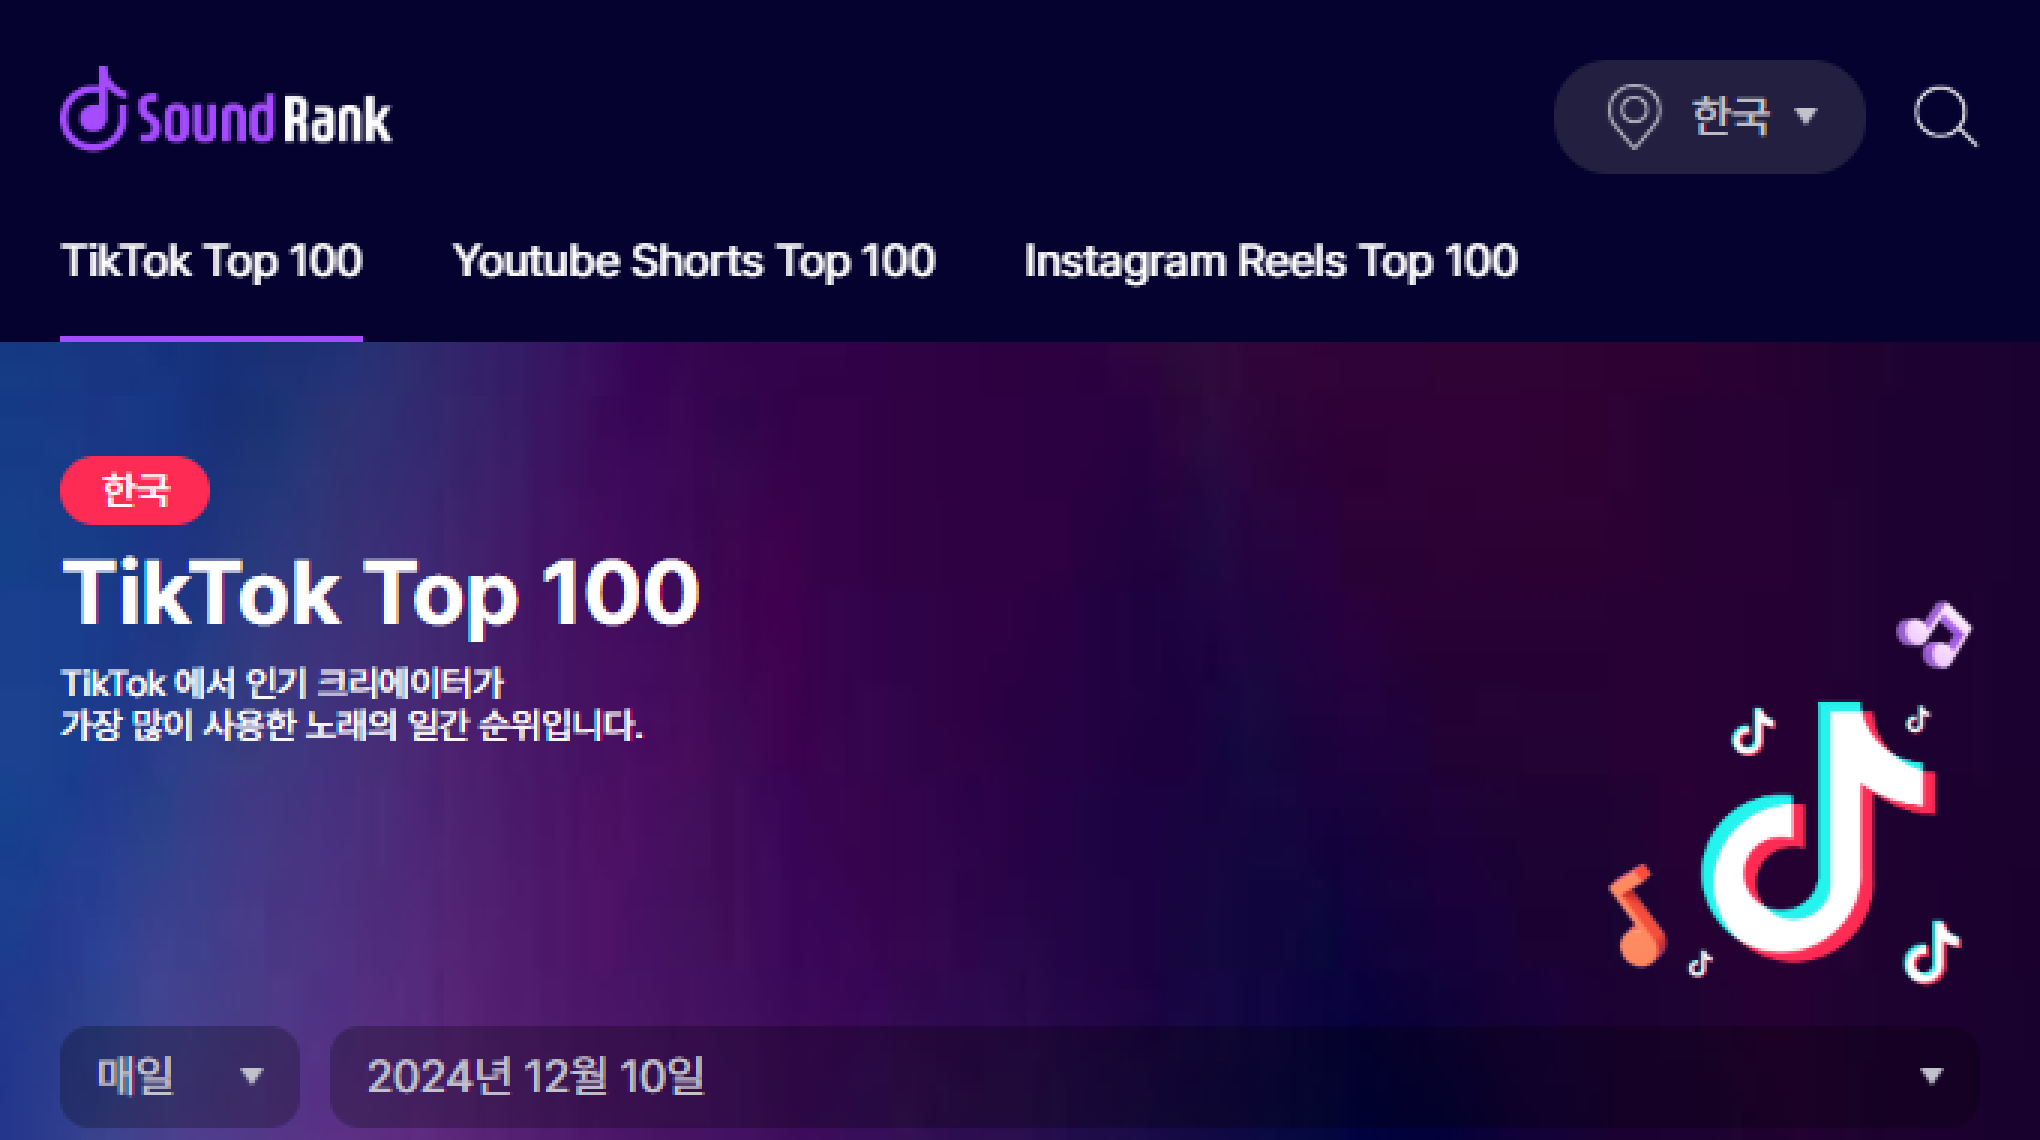 Sound Rank
한국
TikTok Top 100
Youtube Shorts Top 100
Instagram Reels Top 100
한국
TikTok Top 100
TikTok 에서 인기 크리에이터가
가장 많이 사용한 노래의 일간 순위입니다.
매일
2024년 12월 10일